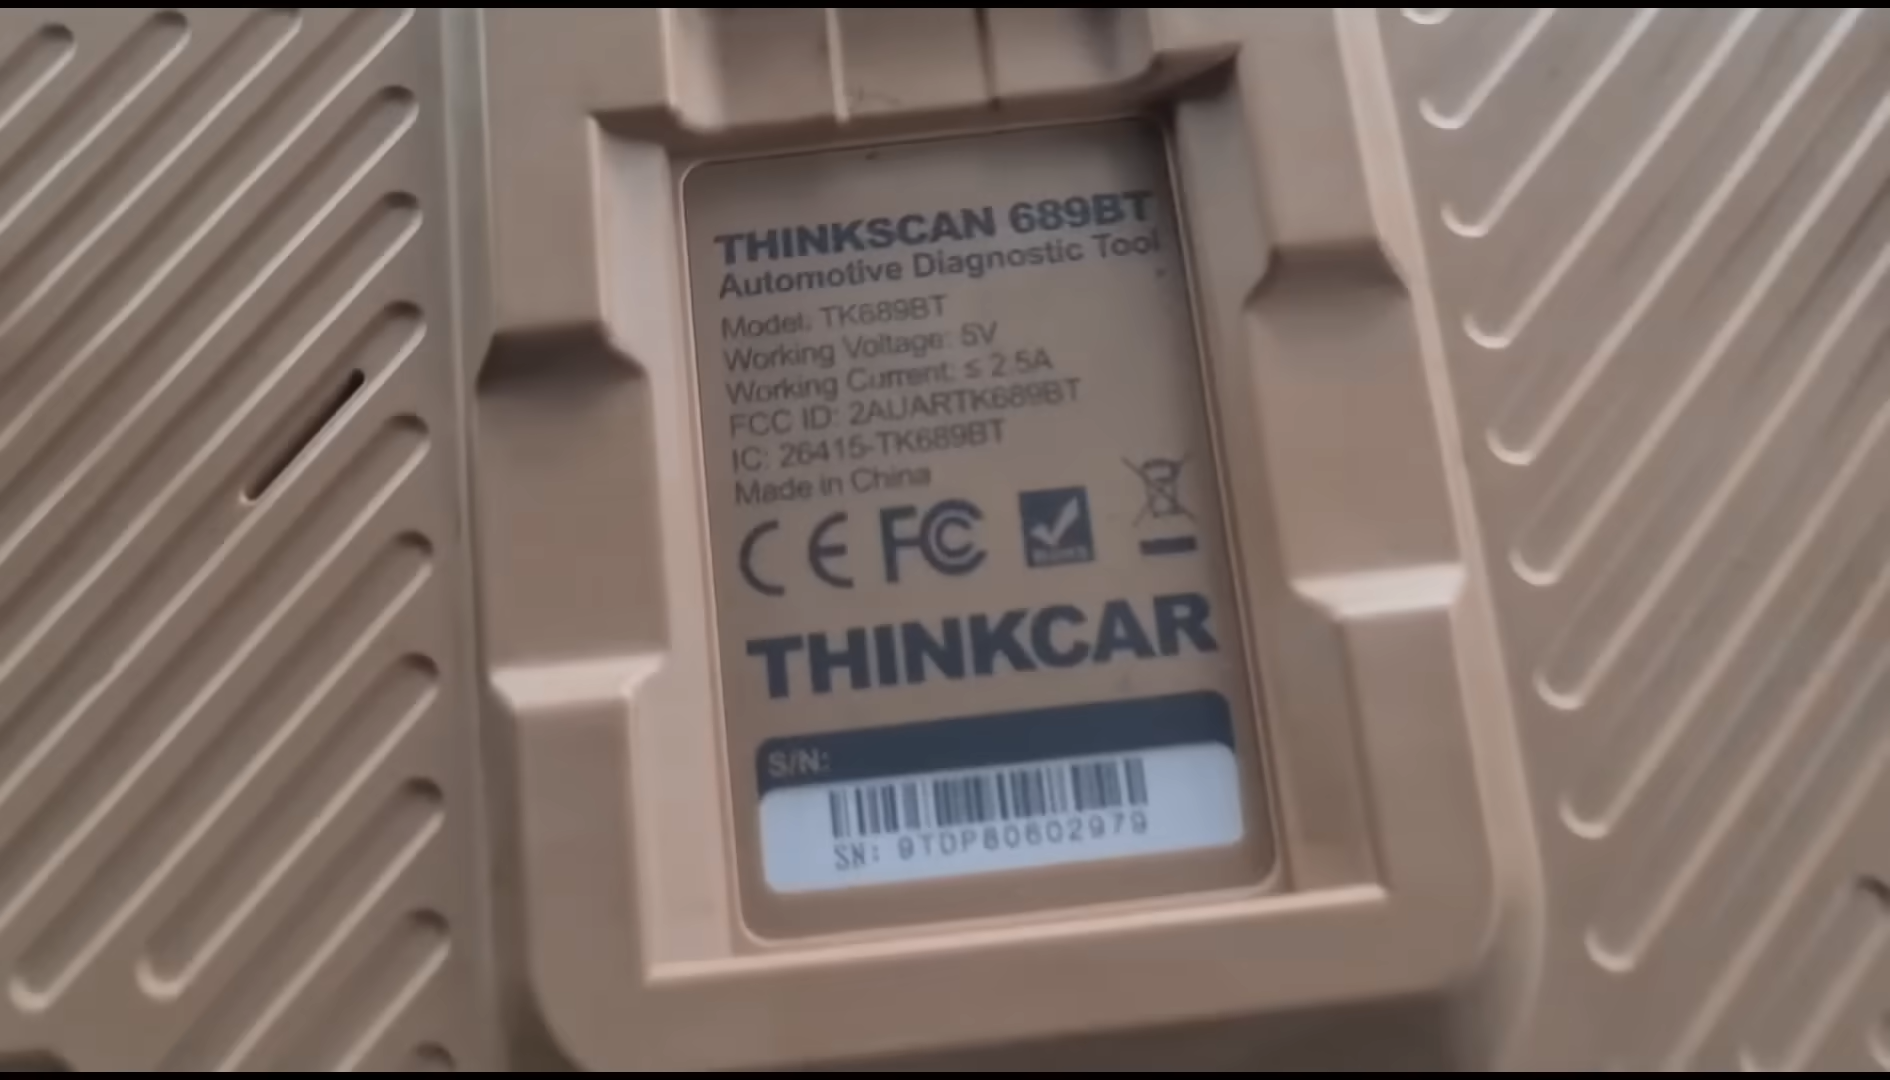 THINKSCAN 689BT
Automotive Diagnostic Tool
Model: TK689BT
Working Voltage: 5V
Working Current: ≤ 2.5A
FCC ID: 2AUARTK689BT
IC: 26415-TK689BT
Made in China
CE FC
RoHS
THINKCAR
S/N:
SN: 9TDP80602979